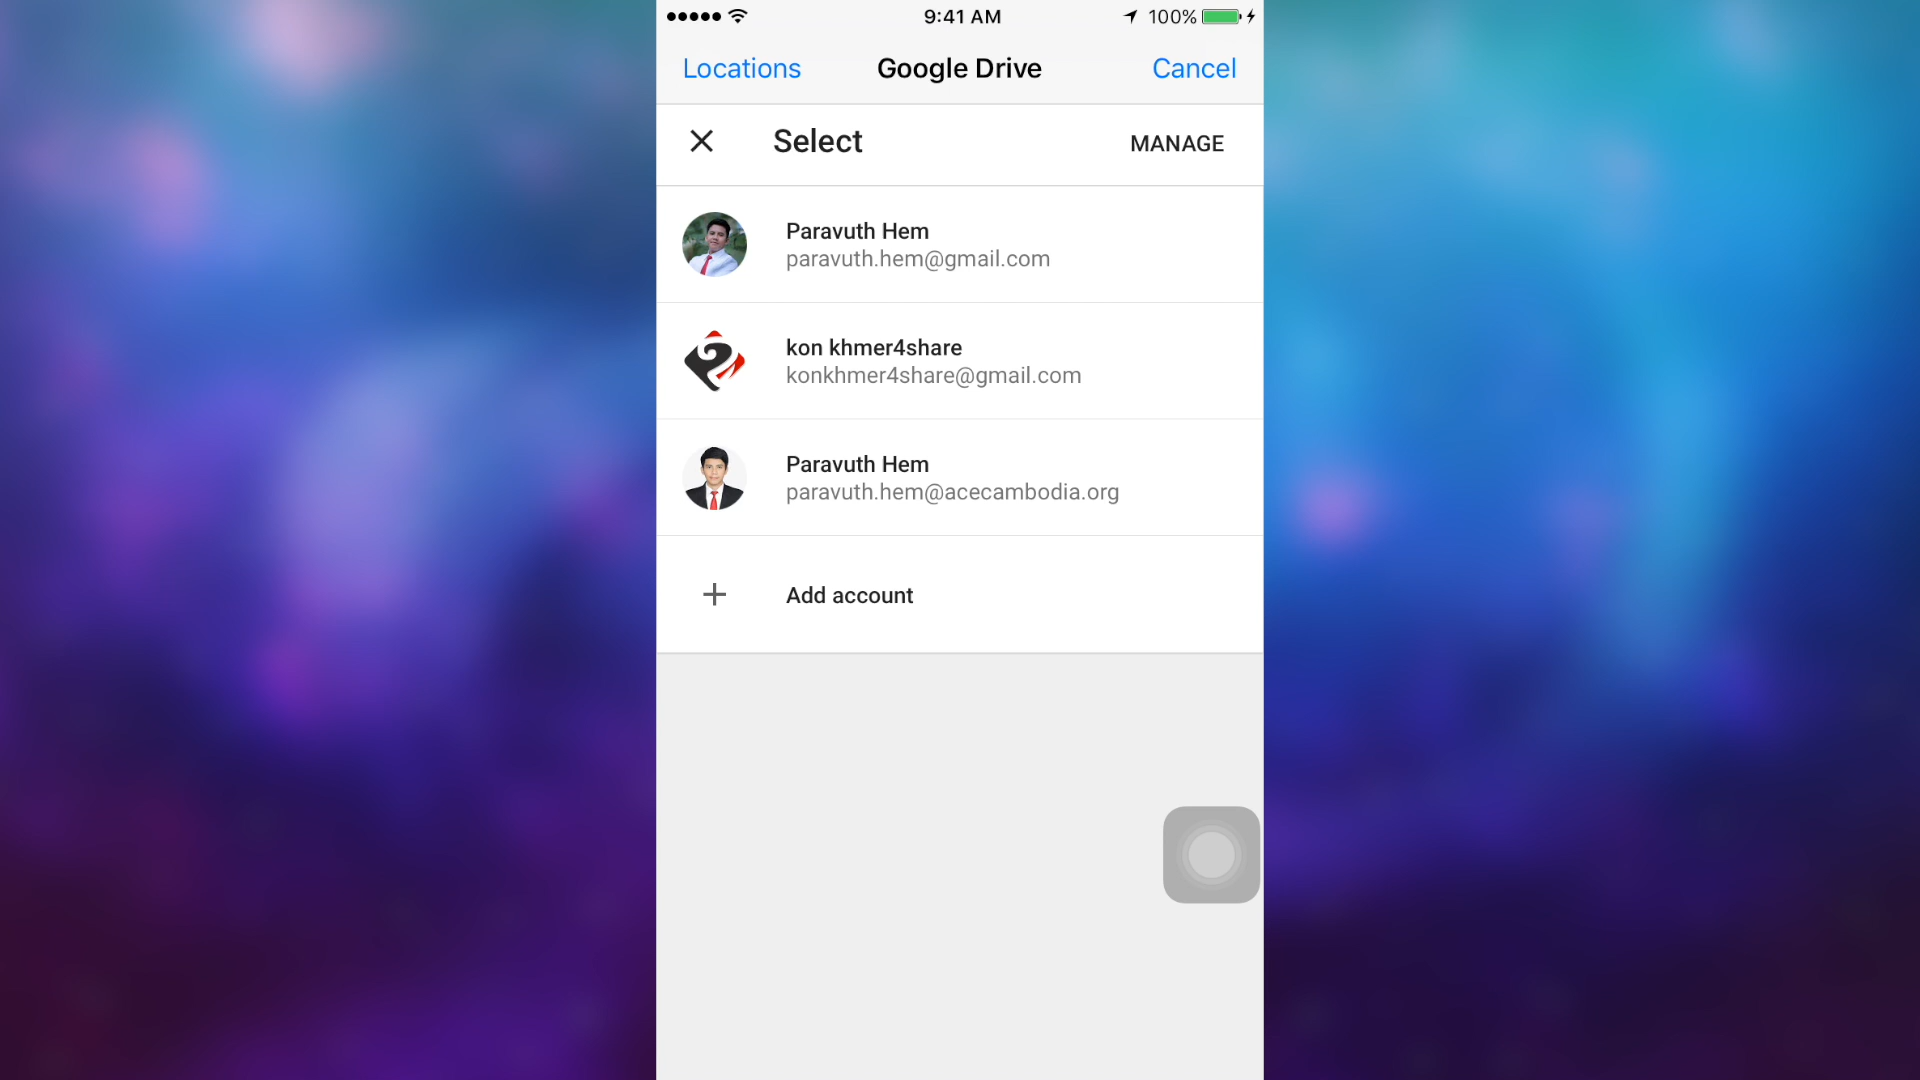 9:41 AM
100%
Locations
Google Drive
Cancel
Select
MANAGE
Paravuth Hem
paravuth.hem@gmail.com
kon khmer4share
konkhmer4share@gmail.com
Paravuth Hem
paravuth.hem@acecambodia.org
Add account